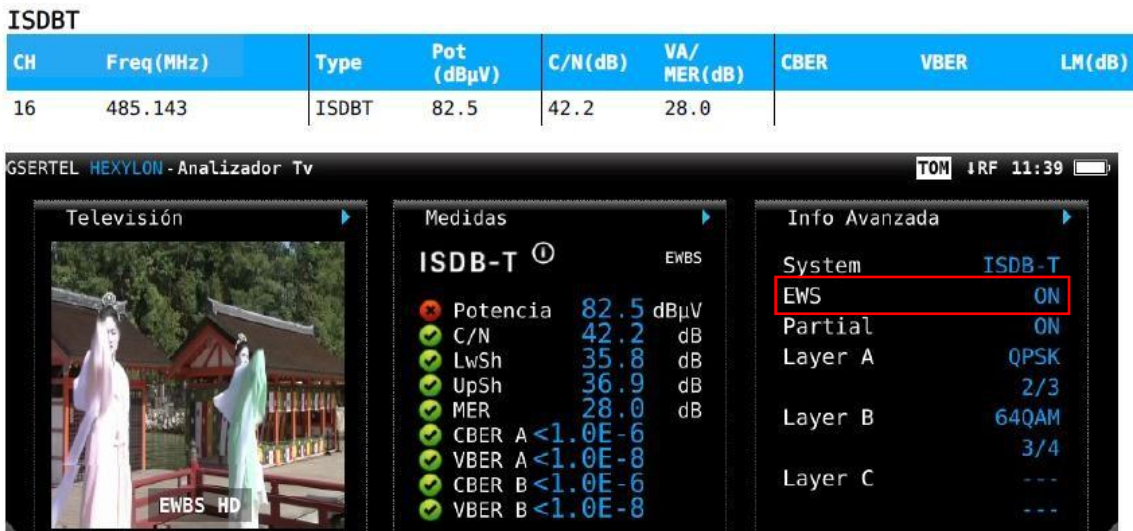 ISDBT
CH Freq(MHz) Type Pot (dBµV) C/N(dB) VA/ MER(dB) CBER VBER LM(dB)
16 485.143 ISDBT 82.5 42.2 28.0
GSERTEL HEXYLON-Analizador Tv TOM ↓RF 11:39
Televisión
EWBS HD
Medidas
ISDB-T EWBS
Potencia 82.5 dBµV
C/N 42.2 dB
LwSh 35.8 dB
UpSh 36.9 dB
MER 28.0 dB
CBER A <1.0E-6
VBER A <1.0E-8
CBER B <1.0E-6
VBER B <1.0E-8
Info Avanzada
System ISDB-T
EWS ON
Partial ON
Layer A QPSK
2/3
Layer B 64QAM
3/4
Layer C ---
---